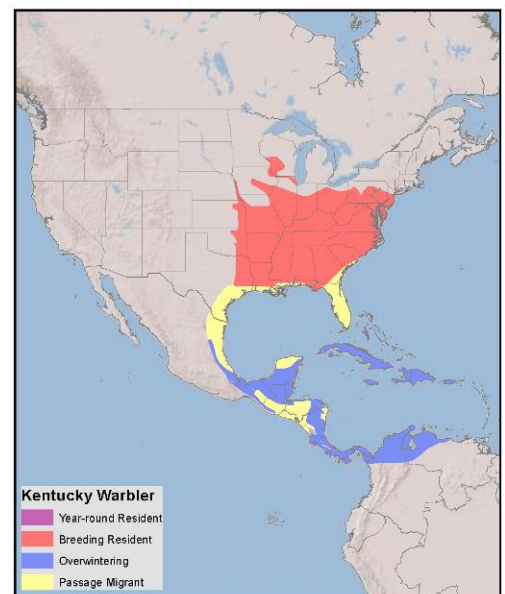 Kentucky Warbler
Year-round Resident
Breeding Resident
Overwintering
Passage Migrant